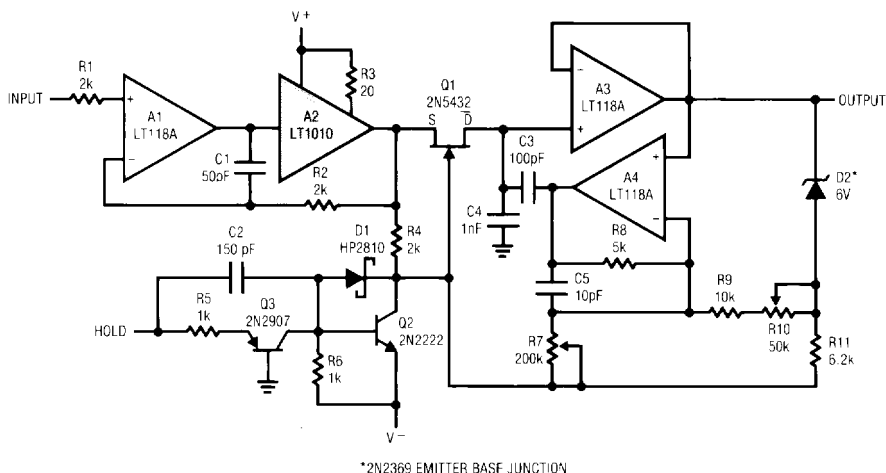 V+
R1
2k
INPUT
+
−
A1
LT118A
A2
LT1010
R3
20
C1
50pF
R2
2k
Q1
2N5432
S
D
−
+
A3
LT118A
OUTPUT
C3
100pF
C4
1nF
+
−
A4
LT118A
D2*
6V
C2
150 pF
D1
HP2810
R4
2k
R8
5k
C5
10pF
R9
10k
R10
50k
R11
6.2k
R7
200k
HOLD
R5
1k
Q3
2N2907
Q2
2N2222
R6
1k
V−
*2N2369 EMITTER BASE JUNCTION